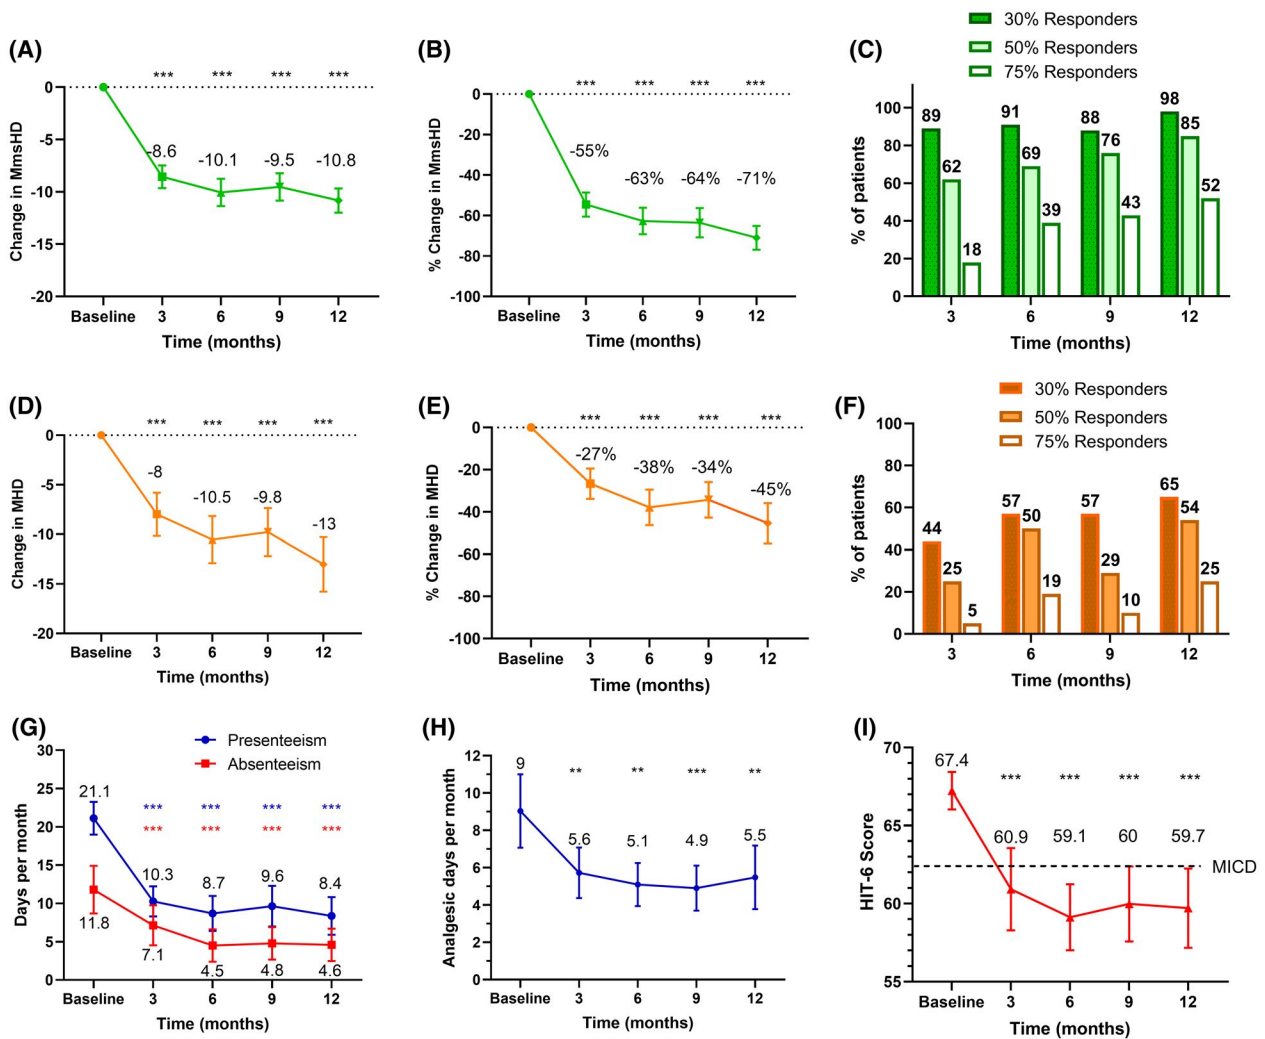 (A)
*** *** *** ***
0
-5
-10
-15
-20
Change in MmsHD
-8.6 -10.1 -9.5 -10.8
Baseline 3 6 9 12
Time (months)
(B)
*** *** *** ***
0
-20
-40
-60
-80
-100
% Change in MmsHD
-55% -63% -64% -71%
Baseline 3 6 9 12
Time (months)
(C)
30% Responders
50% Responders
75% Responders
100
80
60
40
20
0
% of patients
89 62 18 91 69 39 88 76 43 98 85 52
3 6 9 12
Time (months)
(D)
*** *** *** ***
0
-5
-10
-15
-20
Change in MHD
-8 -10.5 -9.8 -13
Baseline 3 6 9 12
Time (months)
(E)
*** *** *** ***
0
-20
-40
-60
-80
-100
% Change in MHD
-27% -38% -34% -45%
Baseline 3 6 9 12
Time (months)
(F)
30% Responders
50% Responders
75% Responders
100
80
60
40
20
0
% of patients
44 25 5 57 50 19 57 29 10 65 54 25
3 6 9 12
Time (months)
(G)
Presenteeism
Absenteeism
30
25
20
15
10
5
0
Days per month
*** *** *** ***
*** *** *** ***
21.1 10.3 8.7 9.6 8.4
11.8 7.1 4.5 4.8 4.6
Baseline 3 6 9 12
Time (months)
(H)
12
10
8
6
4
2
0
Analgesic days per month
** ** *** **
9 5.6 5.1 4.9 5.5
Baseline 3 6 9 12
Time (months)
(I)
70
65
60
55
HIT-6 Score
*** *** *** ***
67.4 60.9 59.1 60 59.7
MICD
Baseline 3 6 9 12
Time (months)